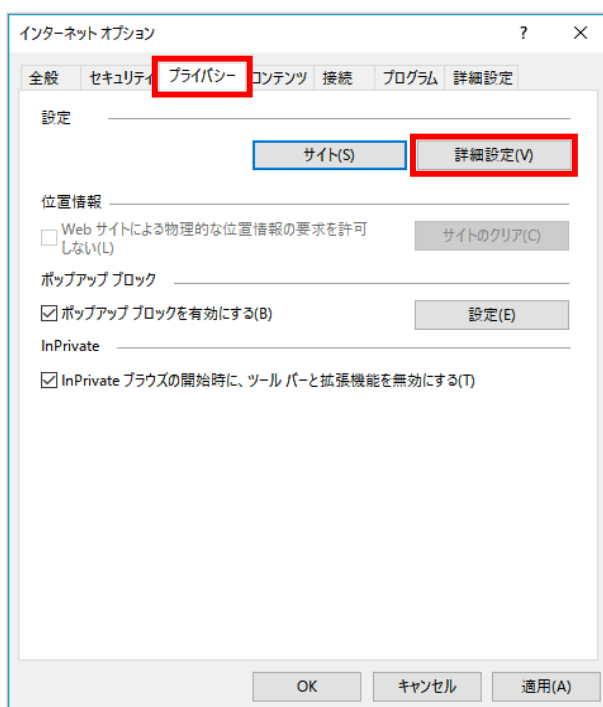 インターネット オプション ? ×
全般 セキュリティ プライバシー コンテンツ 接続 プログラム 詳細設定
設定
サイト(S) 詳細設定(V)
位置情報
Web サイトによる物理的な位置情報の要求を許可
しない(L)
サイトのクリア(C)
ポップアップ ブロック
ポップアップ ブロックを有効にする(B) 設定(E)
InPrivate
InPrivate ブラウズの開始時に、ツール バーと拡張機能を無効にする(T)
OK キャンセル 適用(A)